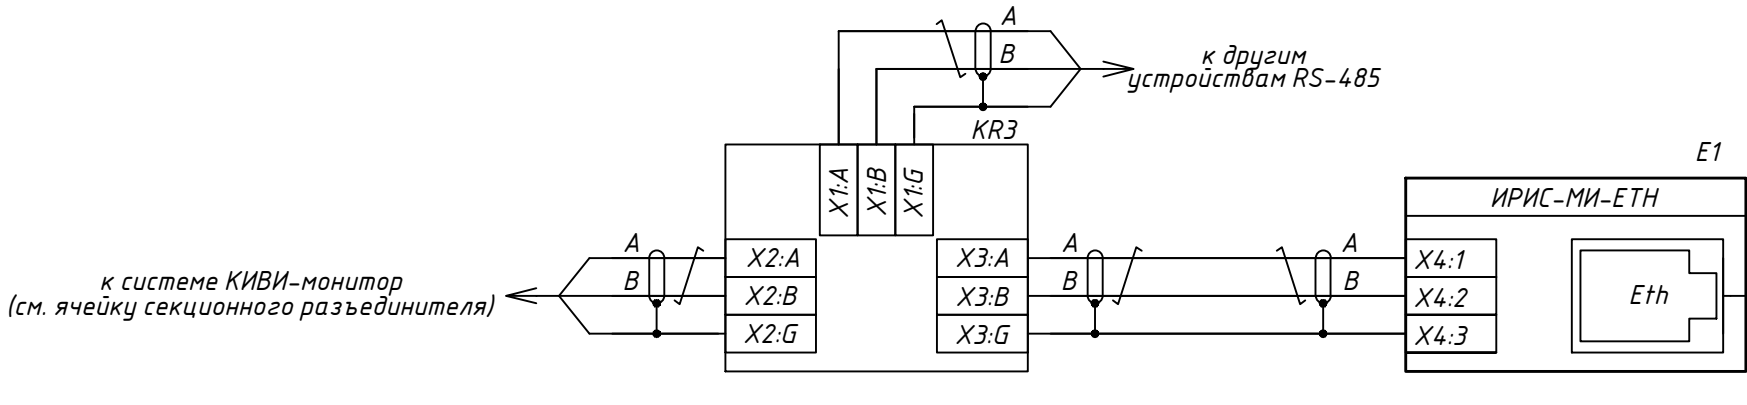 A
B
к другим
устройствам RS-485
KR3
X1:A
X1:B
X1:G
E1
ИРИС-МИ-ETH
A
B
к системе КИВИ-монитор
(см. ячейку секционного разъединителя)
X2:A
X2:B
X2:G
X3:A
X3:B
X3:G
A
B
A
B
X4:1
X4:2
X4:3
Eth